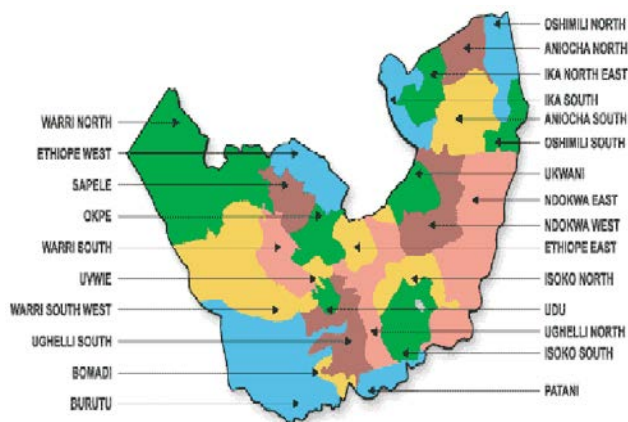 OSHIMILI NORTH
ANIOCHA NORTH
IKA NORTH EAST
IKA SOUTH
ANIOCHA SOUTH
OSHIMILI SOUTH
UKWANI
NDOKWA EAST
NDOKWA WEST
ETHIOPE EAST
ISOKO NORTH
UDU
UGHELLI NORTH
ISOKO SOUTH
PATANI
WARRI NORTH
ETHIOPE WEST
SAPELE
OKPE
WARRI SOUTH
UVWIE
WARRI SOUTH WEST
UGHELLI SOUTH
BOMADI
BURUTU